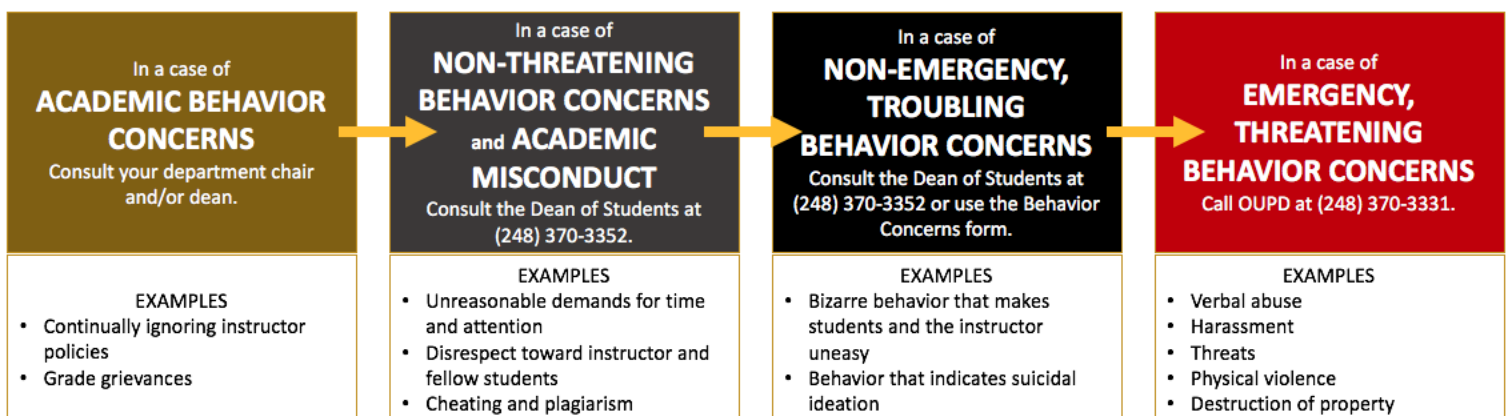 In a case of
ACADEMIC BEHAVIOR
CONCERNS
Consult your department chair
and/or dean.
EXAMPLES
• Continually ignoring instructor
policies
• Grade grievances
In a case of
NON-THREATENING
BEHAVIOR CONCERNS
and ACADEMIC
MISCONDUCT
Consult the Dean of Students at
(248) 370-3352.
EXAMPLES
• Unreasonable demands for time
and attention
• Disrespect toward instructor and
fellow students
• Cheating and plagiarism
In a case of
NON-EMERGENCY,
TROUBLING
BEHAVIOR CONCERNS
Consult the Dean of Students at
(248) 370-3352 or use the Behavior
Concerns form.
EXAMPLES
• Bizarre behavior that makes
students and the instructor
uneasy
• Behavior that indicates suicidal
ideation
In a case of
EMERGENCY,
THREATENING
BEHAVIOR CONCERNS
Call OUPD at (248) 370-3331.
EXAMPLES
• Verbal abuse
• Harassment
• Threats
• Physical violence
• Destruction of property